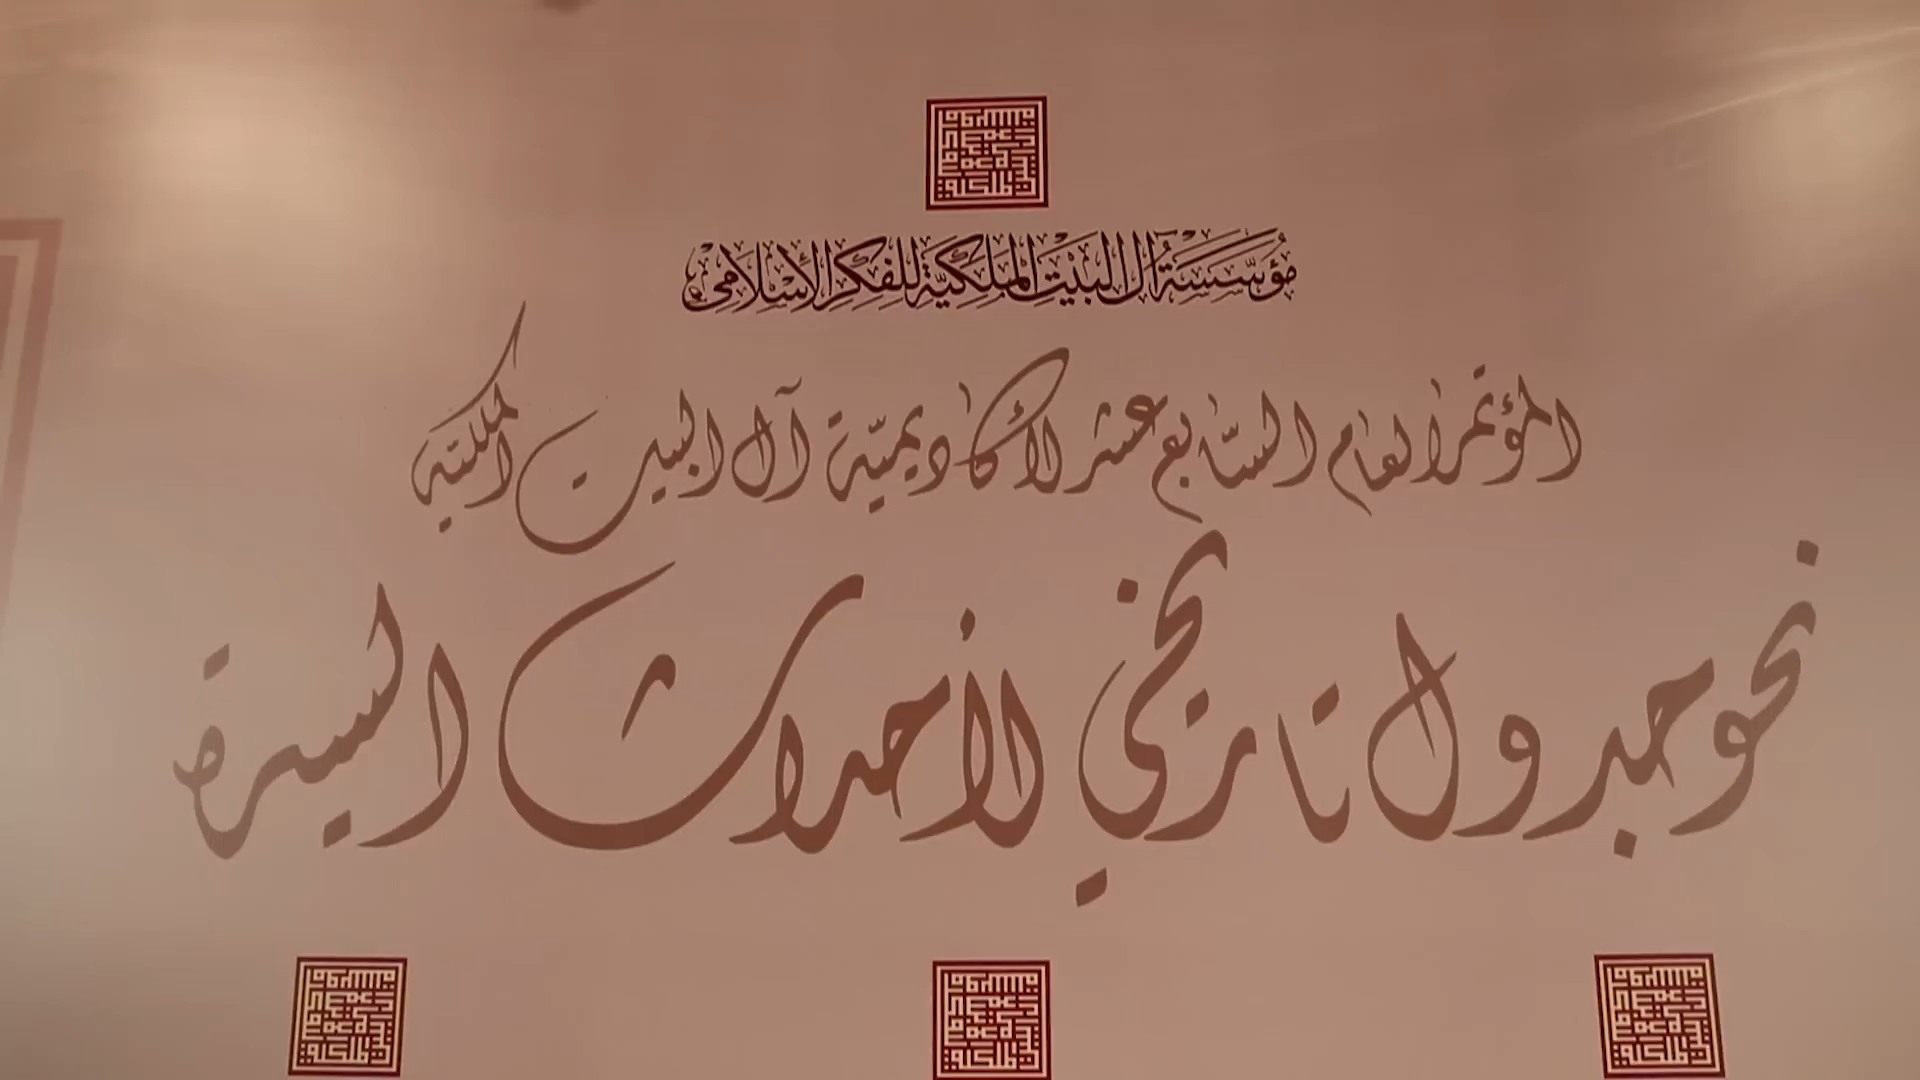 مؤسسة آل البيت الملكية للفكر الإسلامي
المؤتمر العام السابع عشر لأكاديمية آل البيت الملكية
نحو جدول تاريخي لأحداث السيرة